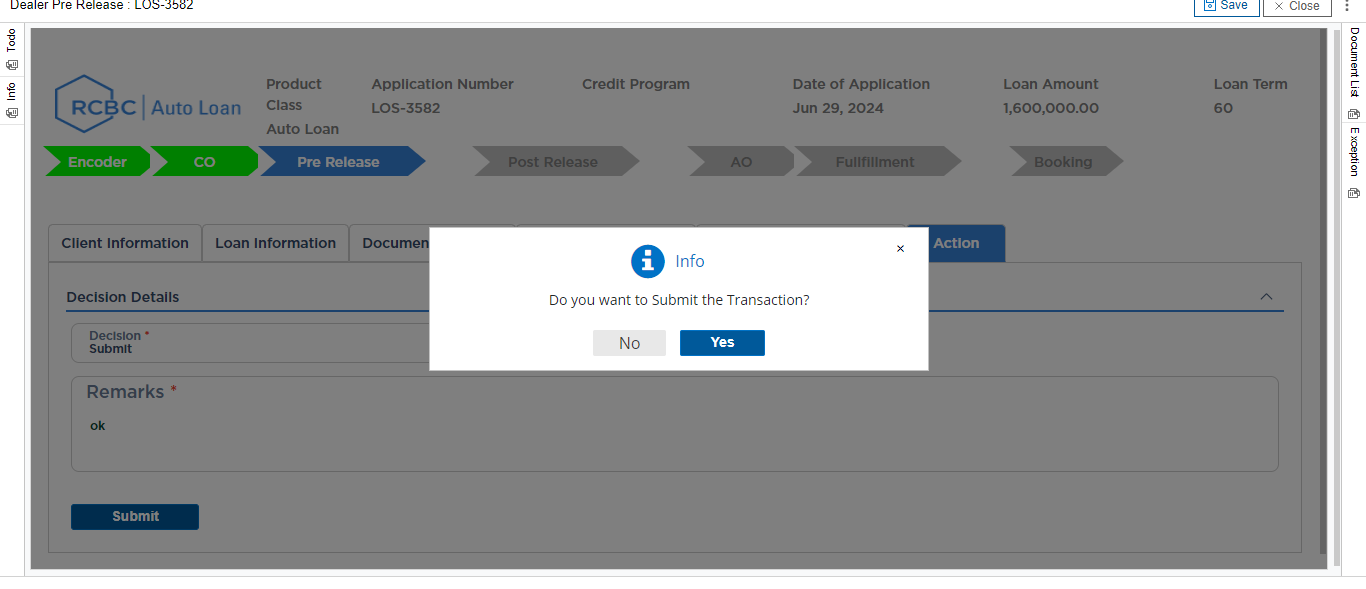 Dealer Pre Release : LOS-3582
Save
Close
Todo
Info
Document List
Exception
RCBC | Auto Loan
Product Class
Auto Loan
Application Number
LOS-3582
Credit Program
Date of Application
Jun 29, 2024
Loan Amount
1,600,000.00
Loan Term
60
Encoder
CO
Pre Release
Post Release
AO
Fullfillment
Booking
Client Information
Loan Information
Documen
Action
Info
Do you want to Submit the Transaction?
No
Yes
Decision Details
Decision *
Submit
Remarks *
ok
Submit